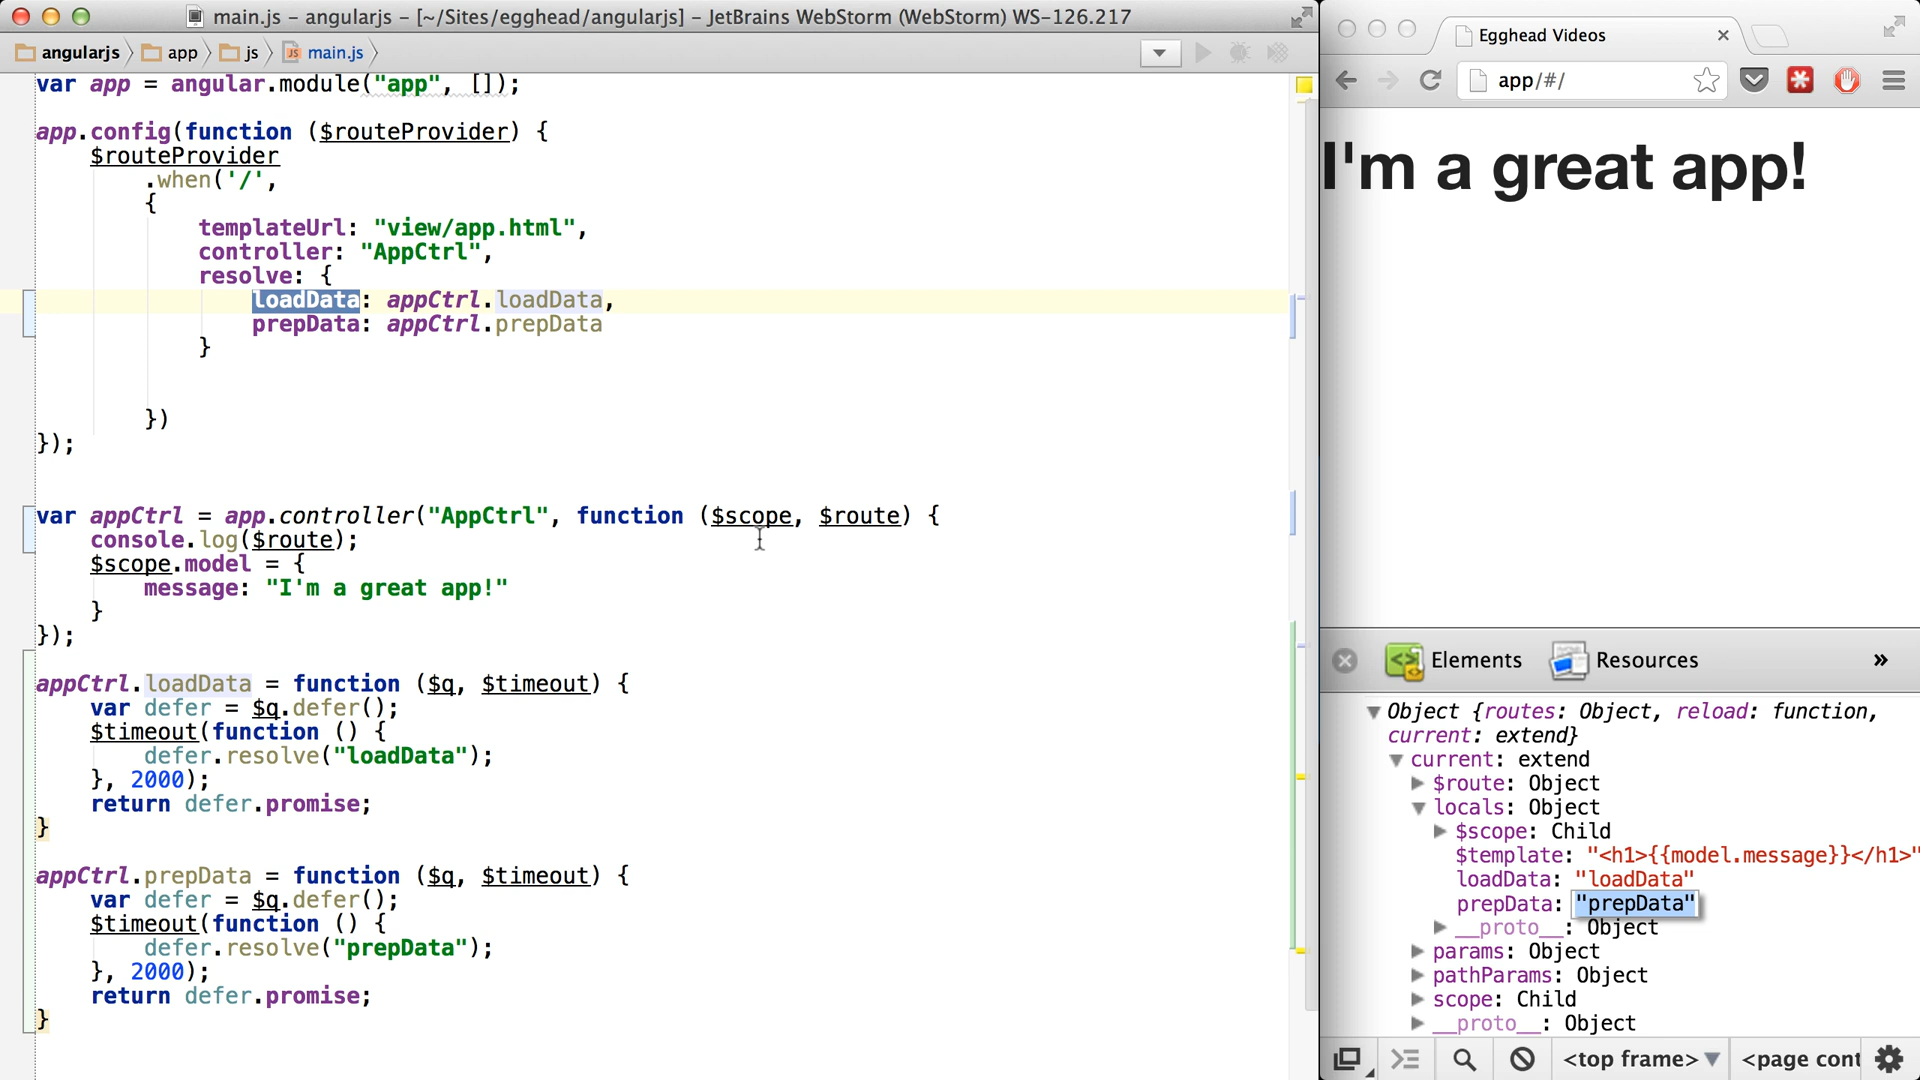 main.js – angularjs – [~/Sites/egghead/angularjs] – JetBrains WebStorm (WebStorm) WS-126.217
angularjs app js main.js
var app = angular.module("app", []);
app.config(function ($routeProvider) {
$routeProvider
.when('/',
{
templateUrl: "view/app.html",
controller: "AppCtrl",
resolve: {
loadData: appCtrl.loadData,
prepData: appCtrl.prepData
}
})
});
var appCtrl = app.controller("AppCtrl", function ($scope, $route) {
console.log($route);
$scope.model = {
message: "I'm a great app!"
}
});
appCtrl.loadData = function ($q, $timeout) {
var defer = $q.defer();
$timeout(function () {
defer.resolve("loadData");
}, 2000);
return defer.promise;
}
appCtrl.prepData = function ($q, $timeout) {
var defer = $q.defer();
$timeout(function () {
defer.resolve("prepData");
}, 2000);
return defer.promise;
}
Egghead Videos
app/#/
I'm a great app!
Elements Resources »
Object {routes: Object, reload: function,
current: extend}
current: extend
$route: Object
locals: Object
$scope: Child
$template: "<h1>{{model.message}}</h1>"
loadData: "loadData"
prepData: "prepData"
__proto__: Object
params: Object
pathParams: Object
scope: Child
__proto__: Object
<top frame> <page cont